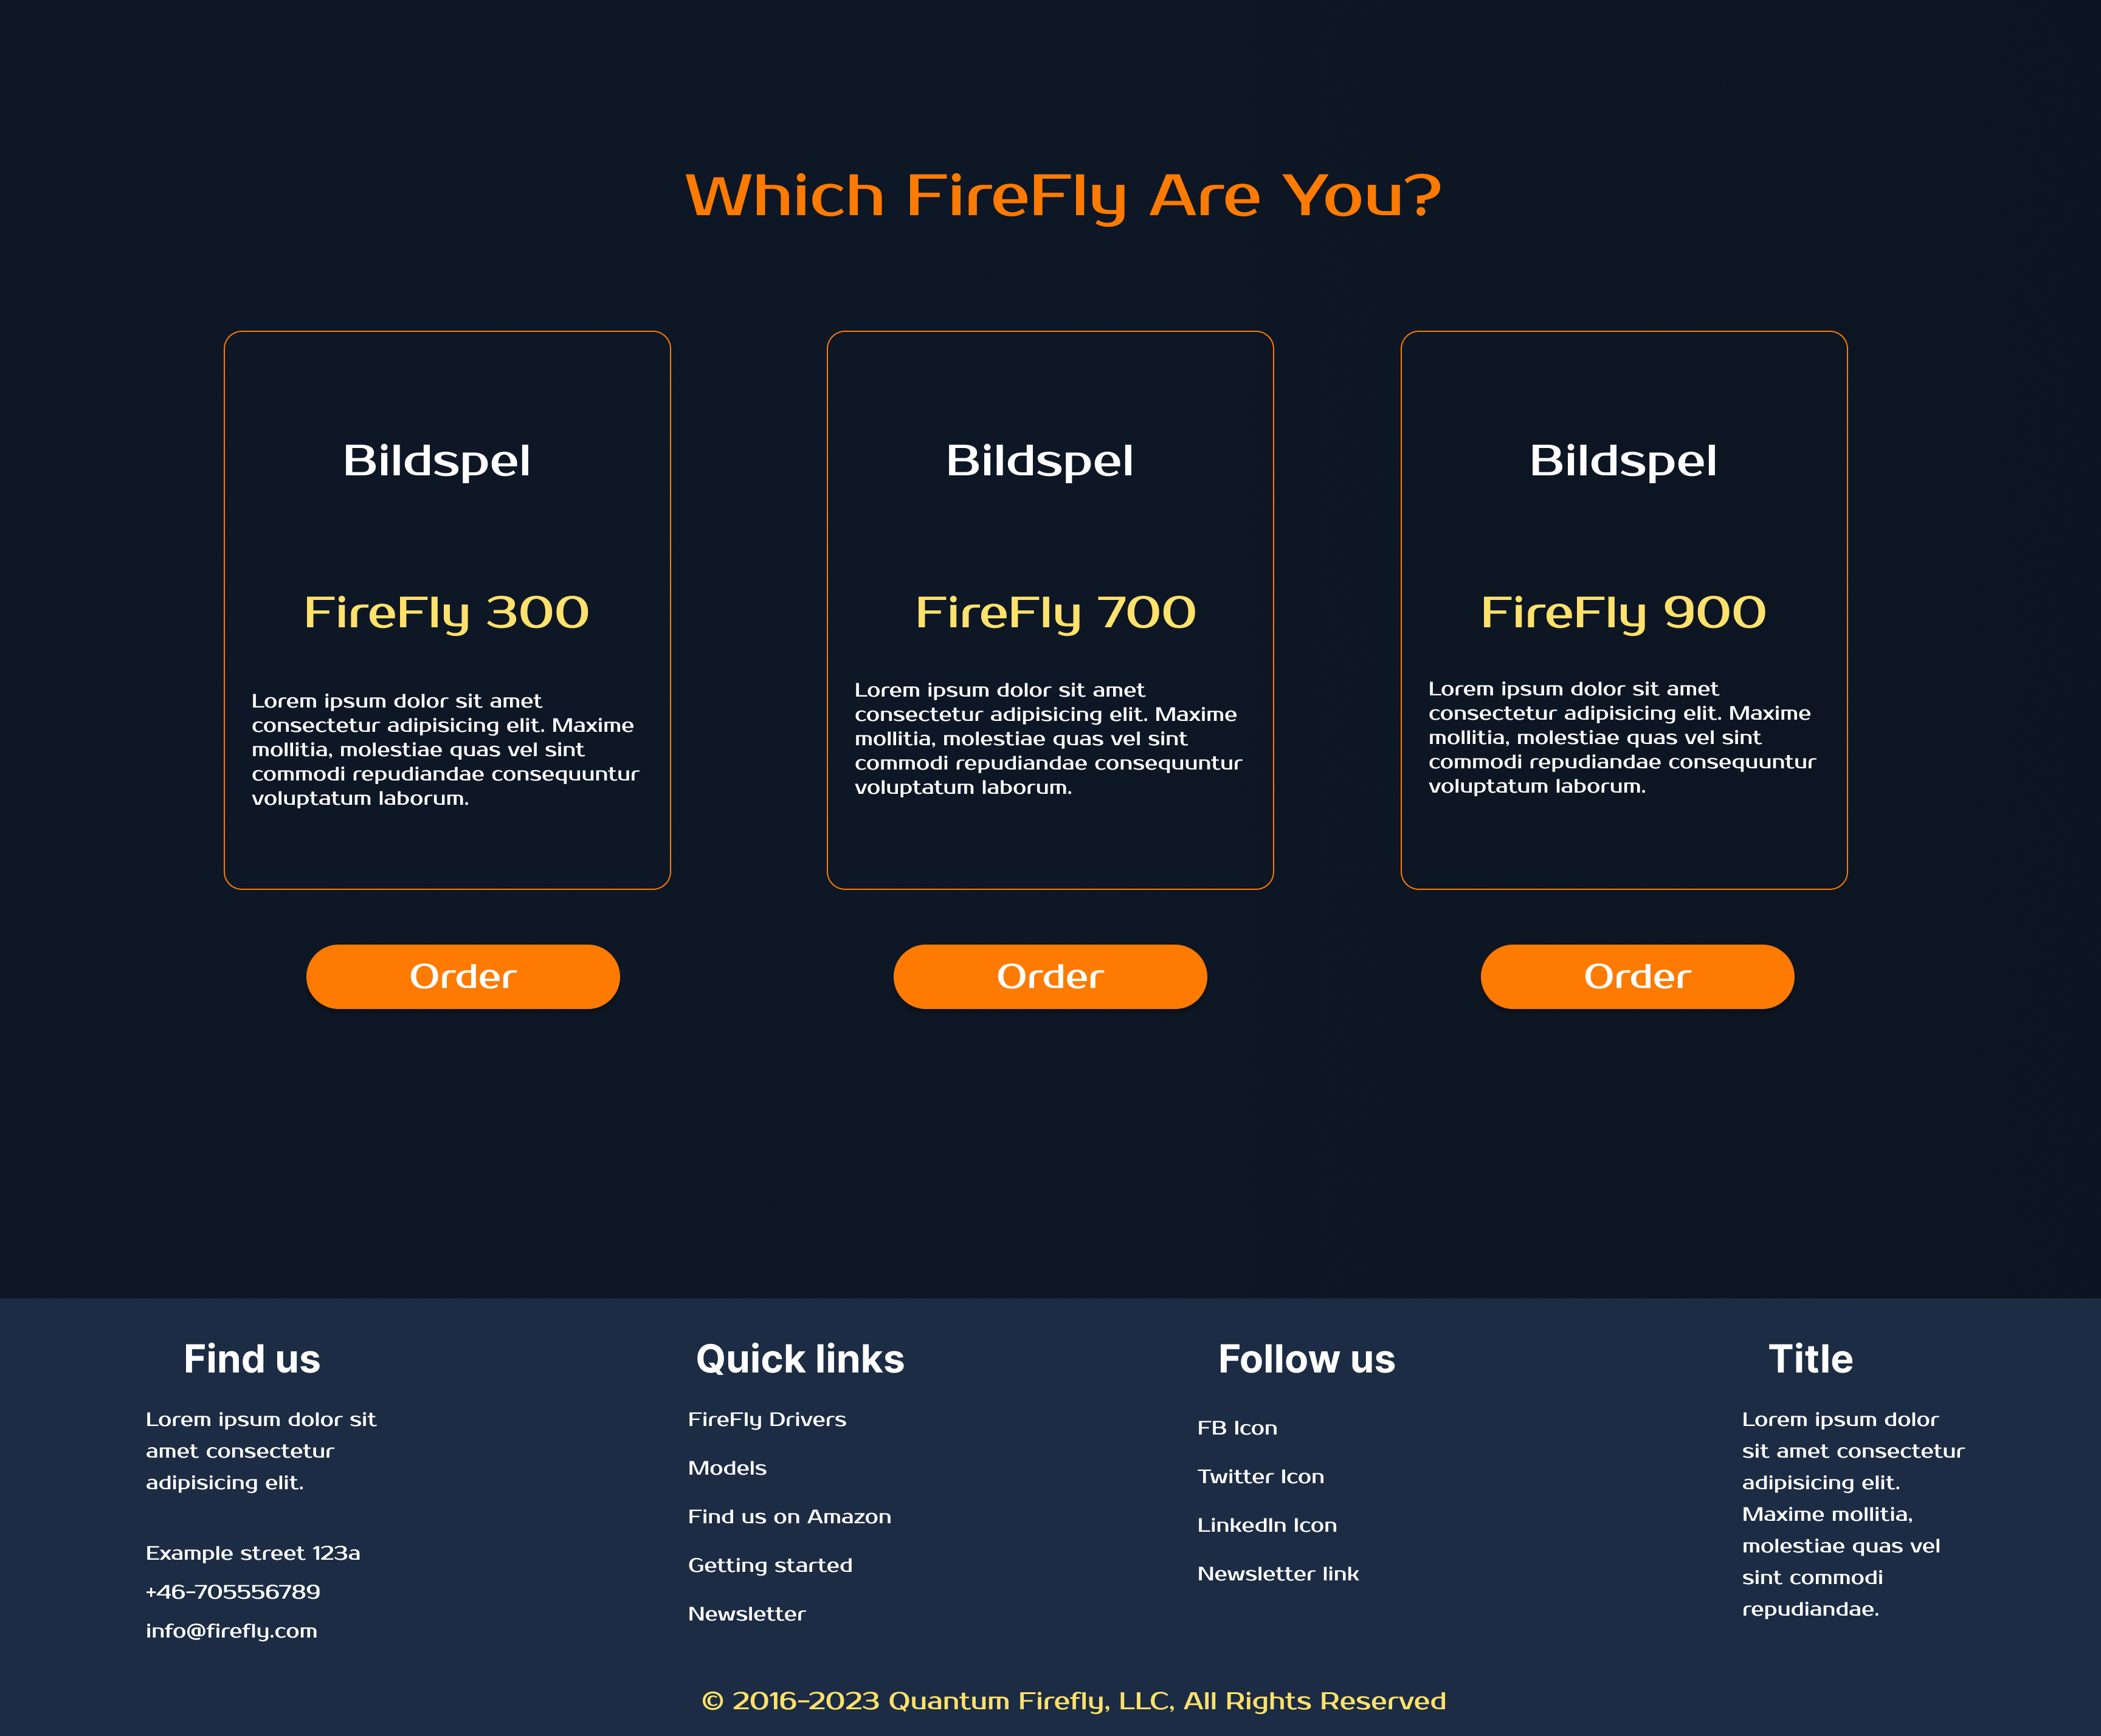 Which FireFly Are You?
Bildspel
FireFly 300
Lorem ipsum dolor sit amet
consectetur adipisicing elit. Maxime
mollitia, molestiae quas vel sint
commodi repudiandae consequuntur
voluptatum laborum.
Order
Bildspel
FireFly 700
Lorem ipsum dolor sit amet
consectetur adipisicing elit. Maxime
mollitia, molestiae quas vel sint
commodi repudiandae consequuntur
voluptatum laborum.
Order
Bildspel
FireFly 900
Lorem ipsum dolor sit amet
consectetur adipisicing elit. Maxime
mollitia, molestiae quas vel sint
commodi repudiandae consequuntur
voluptatum laborum.
Order
Find us
Lorem ipsum dolor sit
amet consectetur
adipisicing elit.
Example street 123a
+46-705556789
info@firefly.com
Quick links
FireFly Drivers
Models
Find us on Amazon
Getting started
Newsletter
Follow us
FB Icon
Twitter Icon
LinkedIn Icon
Newsletter link
Title
Lorem ipsum dolor
sit amet consectetur
adipisicing elit.
Maxime mollitia,
molestiae quas vel
sint commodi
repudiandae.
© 2016-2023 Quantum Firefly, LLC, All Rights Reserved